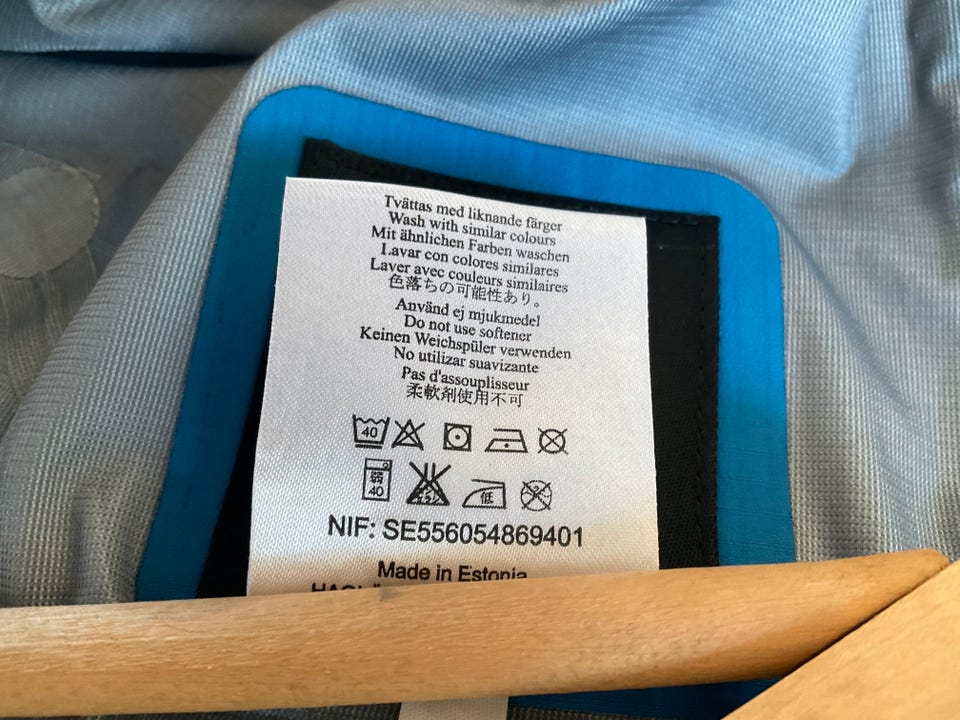 Tvättas med liknande färger
Wash with similar colours
Mit ähnlichen Farben waschen
Lavar con colores similares
Laver avec couleurs similaires
色落ちの可能性あり。
Använd ej mjukmedel
Do not use softener
Keinen Weichspüler verwenden
No utilizar suavizante
Pas d'assouplisseur
柔軟剤使用不可
40
弱
40
低
NIF: SE556054869401
Made in Estonia